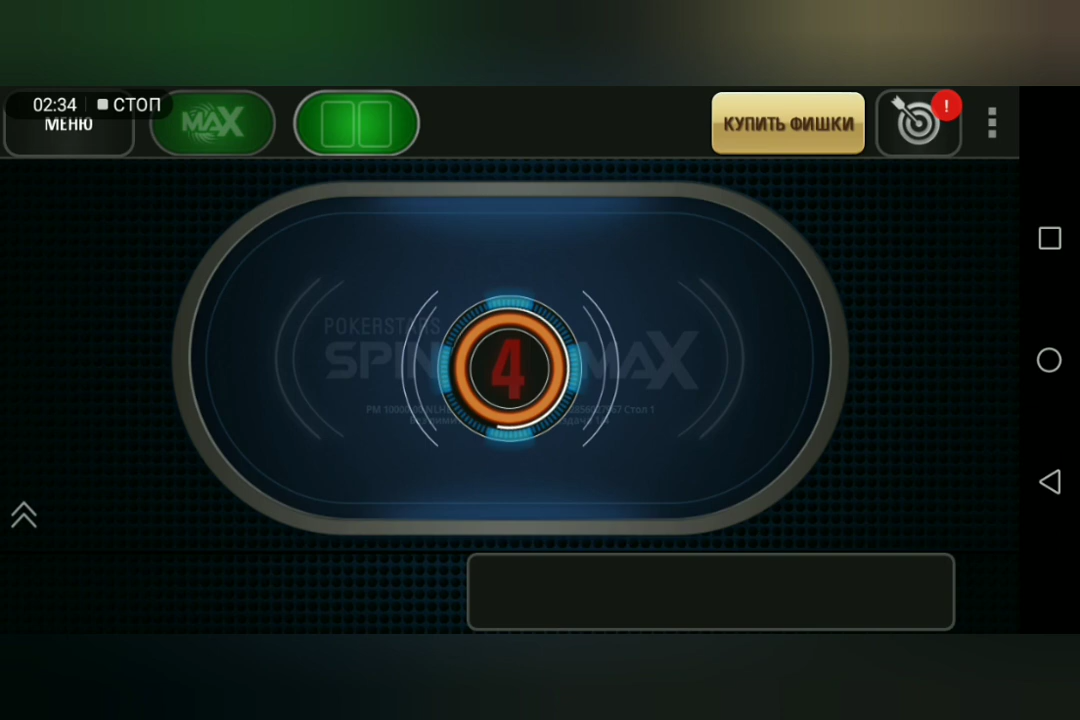 02:34 СТОП
МЕНЮ
MAX
КУПИТЬ ФИШКИ
!
POKERSTARS
SPIN MAX
4
Стол 1